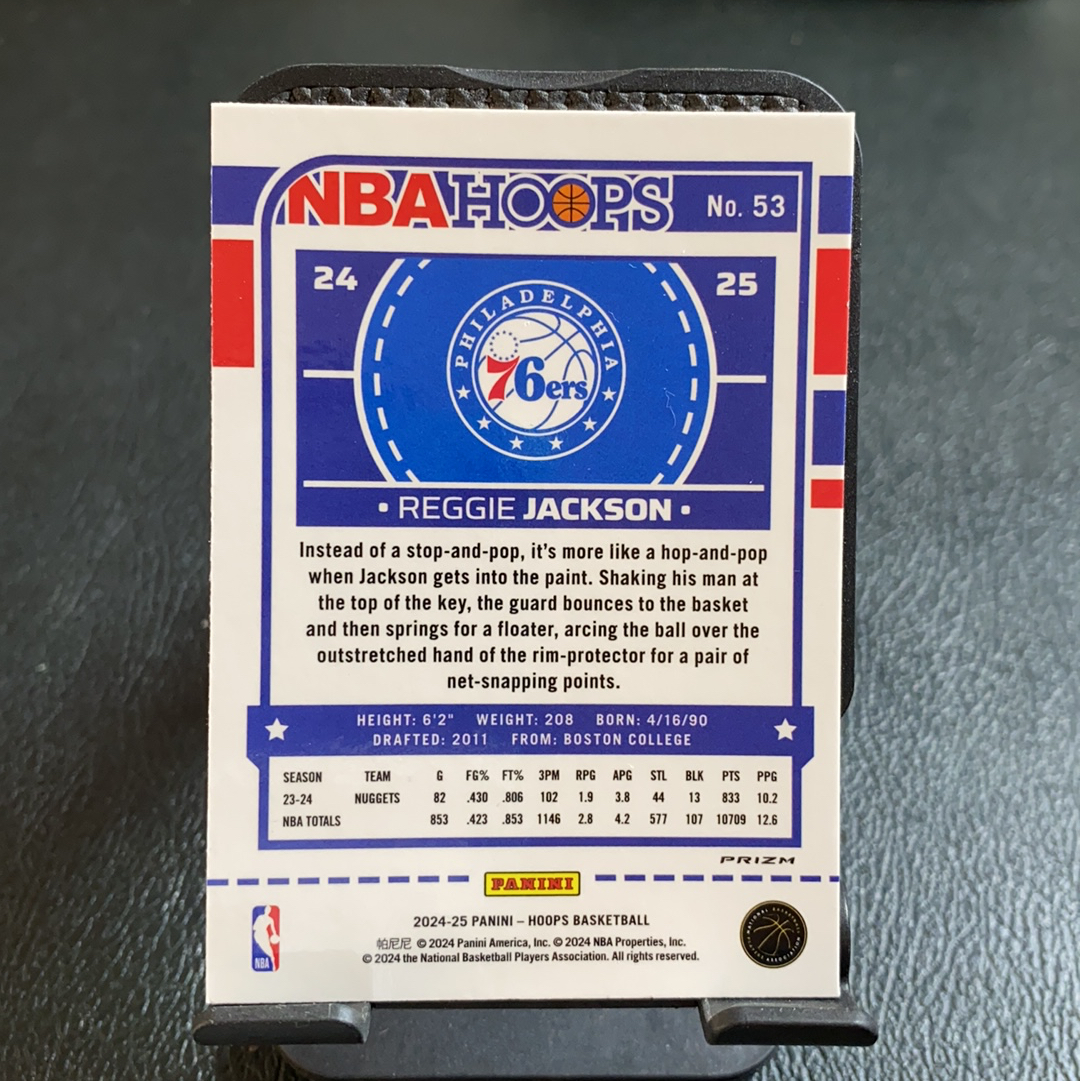 NBA HOOPS No. 53
24 25
PHILADELPHIA
76ers
• REGGIE JACKSON •
Instead of a stop-and-pop, it's more like a hop-and-pop
when Jackson gets into the paint. Shaking his man at
the top of the key, the guard bounces to the basket
and then springs for a floater, arcing the ball over the
outstretched hand of the rim-protector for a pair of
net-snapping points.
HEIGHT: 6'2" WEIGHT: 208 BORN: 4/16/90
DRAFTED: 2011 FROM: BOSTON COLLEGE
SEASON TEAM G FG% FT% 3PM RPG APG STL BLK PTS PPG
23-24 NUGGETS 82 .430 .806 102 1.9 3.8 44 13 833 10.2
NBA TOTALS 853 .423 .853 1146 2.8 4.2 577 107 10709 12.6
PRIZM
PANINI
2024-25 PANINI – HOOPS BASKETBALL
帕尼尼 © 2024 Panini America, Inc. © 2024 NBA Properties, Inc.
© 2024 the National Basketball Players Association. All rights reserved.
NBA
NATIONAL BASKETBALL PLAYERS ASSOCIATION